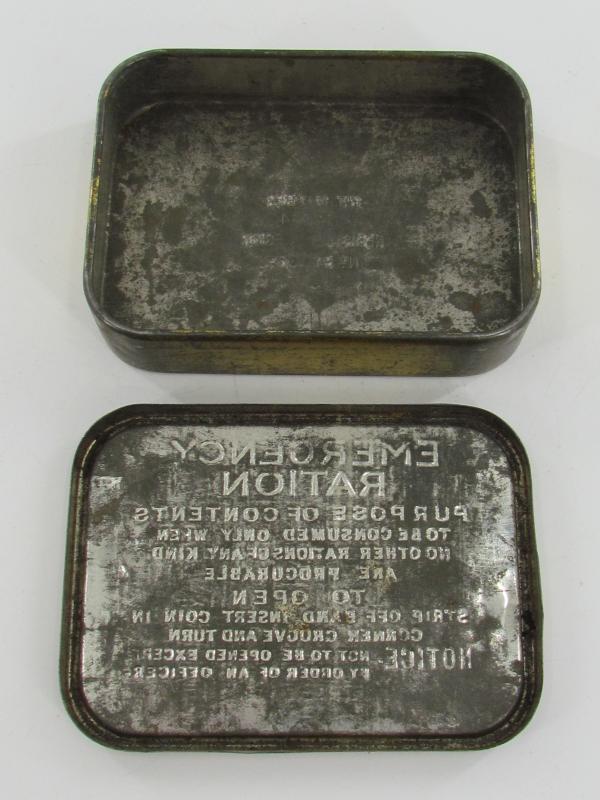 EMERGENCY
RATION
PURPOSE OF CONTENTS
TO BE CONSUMED ONLY WHEN
NO OTHER RATIONS OF ANY KIND
ARE PROCURABLE
TO OPEN
STRIP OFF BAND INSERT COIN IN
CORNER GROOVE AND TURN
NOTICE- NOT TO BE OPENED EXCEPT
BY ORDER OF AN OFFICER